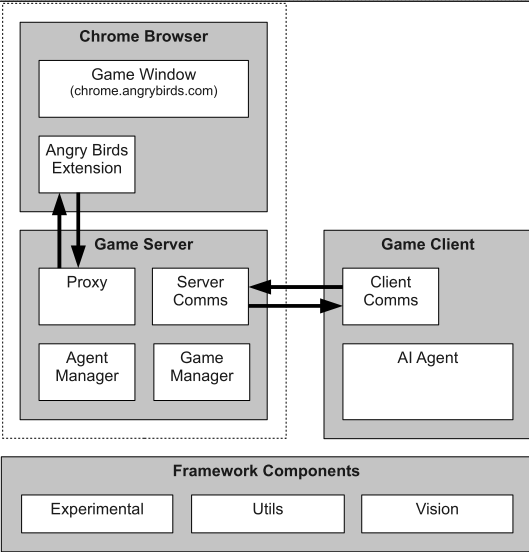 Chrome Browser
Game Window
(chrome.angrybirds.com)
Angry Birds
Extension
Game Server
Proxy
Server
Comms
Agent
Manager
Game
Manager
Game Client
Client
Comms
AI Agent
Framework Components
Experimental
Utils
Vision